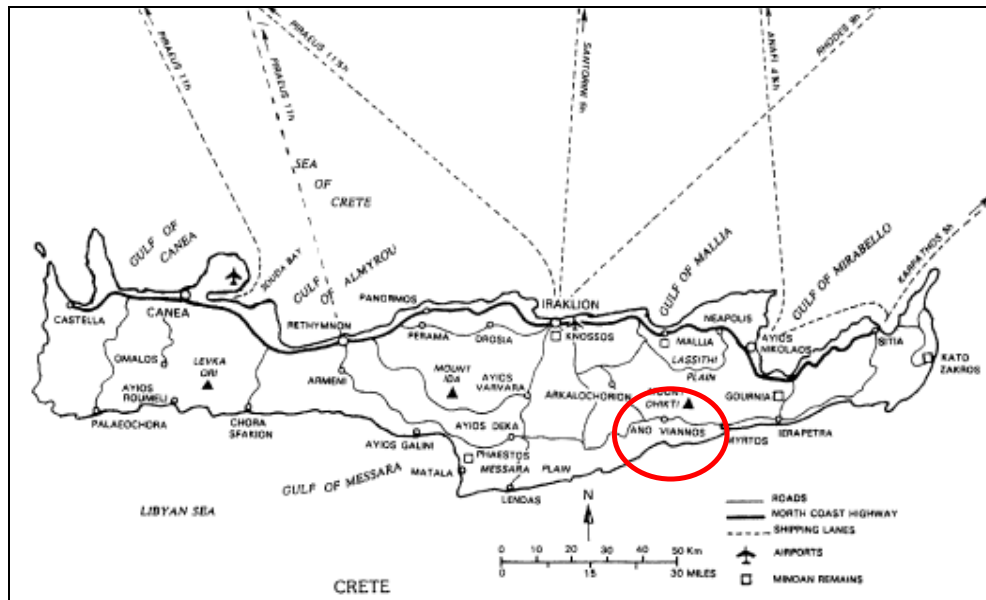 PIRAEUS 11h
PIRAEUS 11h
PIRAEUS 11½h
SANTORINI 5h
ANAFI 4½h
RHODES 9h
KARPATHOS 5h
SEA
OF
CRETE
GULF OF
CANEA
SOUDA BAY
GULF OF
ALMYROU
GULF OF MALLIA
GULF OF MIRABELLO
CASTELLA
CANEA
RETHYMNON
PANORMOS
IRAKLION
KNOSSOS
MALLIA
NEAPOLIS
AYIOS
NIKOLAOS
SITIA
KATO
ZAKROS
PERAMA
DROSIA
OMALOS
LEVKA
ORI
ARMENI
MOUNT
IDA
AYIOS
VARVARA
ARKALOCHORION
LASSITHI
PLAIN
MOUNT
DHIKTI
GOURNIA
AYIOS
ROUMELI
PALAEOCHORA
CHORA
SFAKION
AYIOS GALINI
AYIOS DEKA
ANO VIANNOS
MYRTOS
IERAPETRA
PHAESTOS
MATALA
MESSARA PLAIN
LENDAS
GULF OF MESSARA
LIBYAN SEA
N
ROADS
NORTH COAST HIGHWAY
SHIPPING LANES
AIRPORTS
MINOAN REMAINS
0 10 20 30 40 50 Km
0 15 30 MILES
CRETE